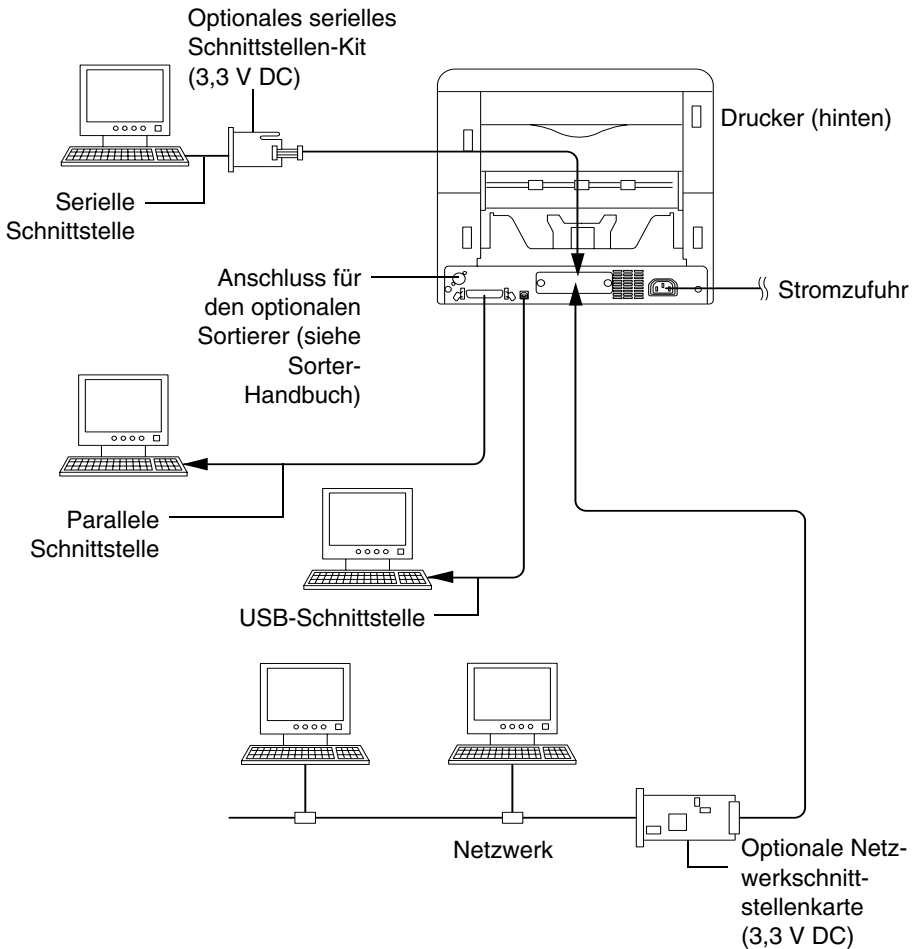 Optionales serielles
Schnittstellen-Kit
(3,3 V DC)
Drucker (hinten)
Serielle
Schnittstelle
Anschluss für
den optionalen
Sortierer (siehe
Sorter-
Handbuch)
Stromzufuhr
Parallele
Schnittstelle
USB-Schnittstelle
Netzwerk
Optionale Netz-
werkschnitt-
stellenkarte
(3,3 V DC)